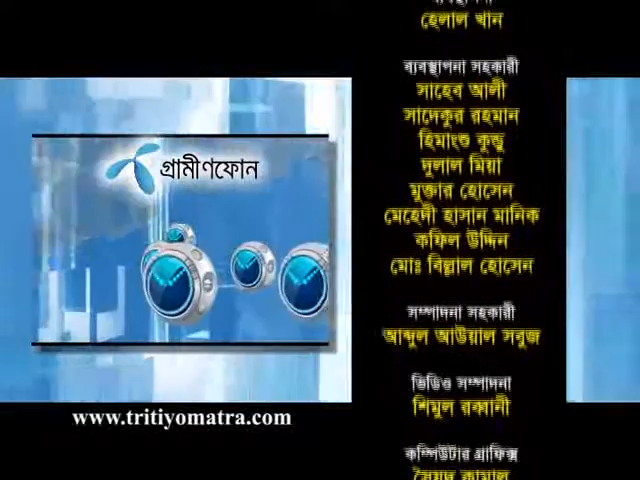 গ্রামীণফোন
www.tritiyomatra.com
হেলাল খান
ব্যবস্থাপনা সহকারী
সাহেব আলী
সাদেকুর রহমান
হিমাংশু কুন্ডু
দুলাল মিয়া
মুক্তার হোসেন
মেহেদী হাসান মানিক
কফিল উদ্দিন
মোঃ বিল্লাল হোসেন
সম্পাদনা সহকারী
আব্দুল আউয়াল সবুজ
ভিডিও সম্পাদনা
শিমুল রব্বানী
কম্পিউটার গ্রাফিক্স
সৈয়দ কামাল